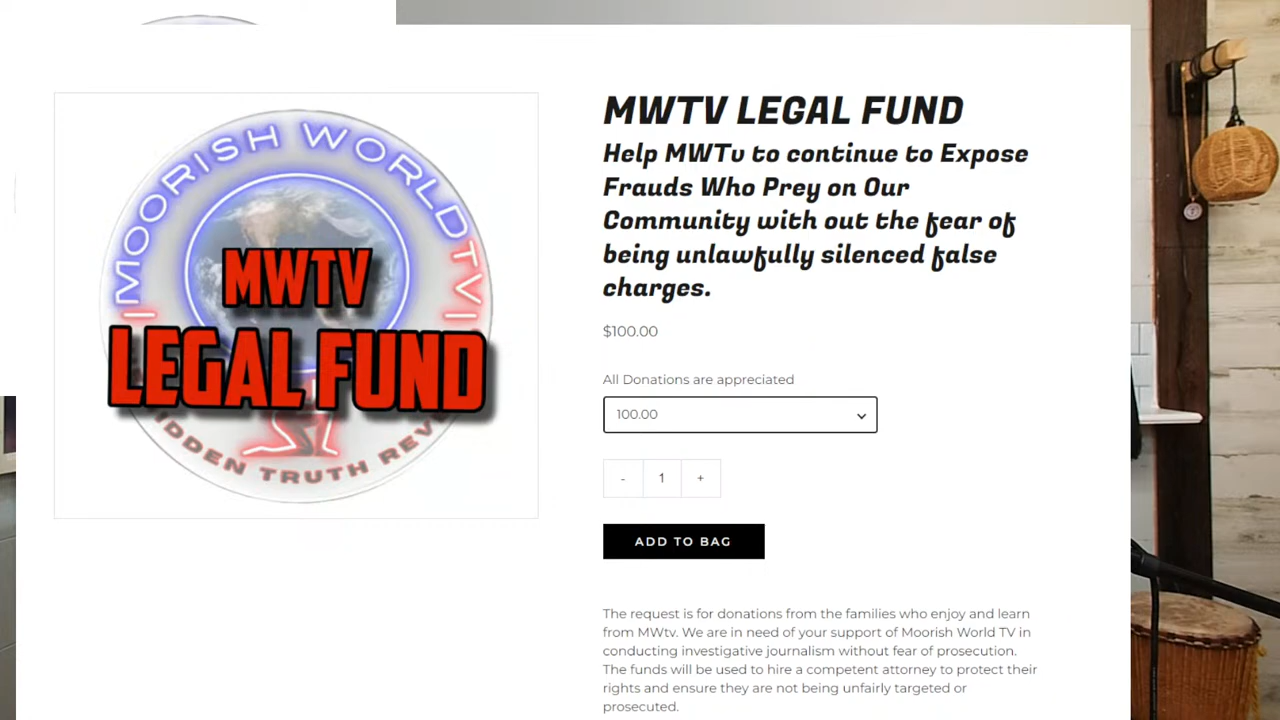 MOORISH WORLD TV
MWTV
LEGAL FUND
HIDDEN TRUTH REV
MWTV LEGAL FUND
Help MWTv to continue to Expose
Frauds Who Prey on Our
Community with out the fear of
being unlawfully silenced false
charges.
$100.00
All Donations are appreciated
100.00
- 1 +
ADD TO BAG
The request is for donations from the families who enjoy and learn
from MWtv. We are in need of your support of Moorish World TV in
conducting investigative journalism without fear of prosecution.
The funds will be used to hire a competent attorney to protect their
rights and ensure they are not being unfairly targeted or
prosecuted.